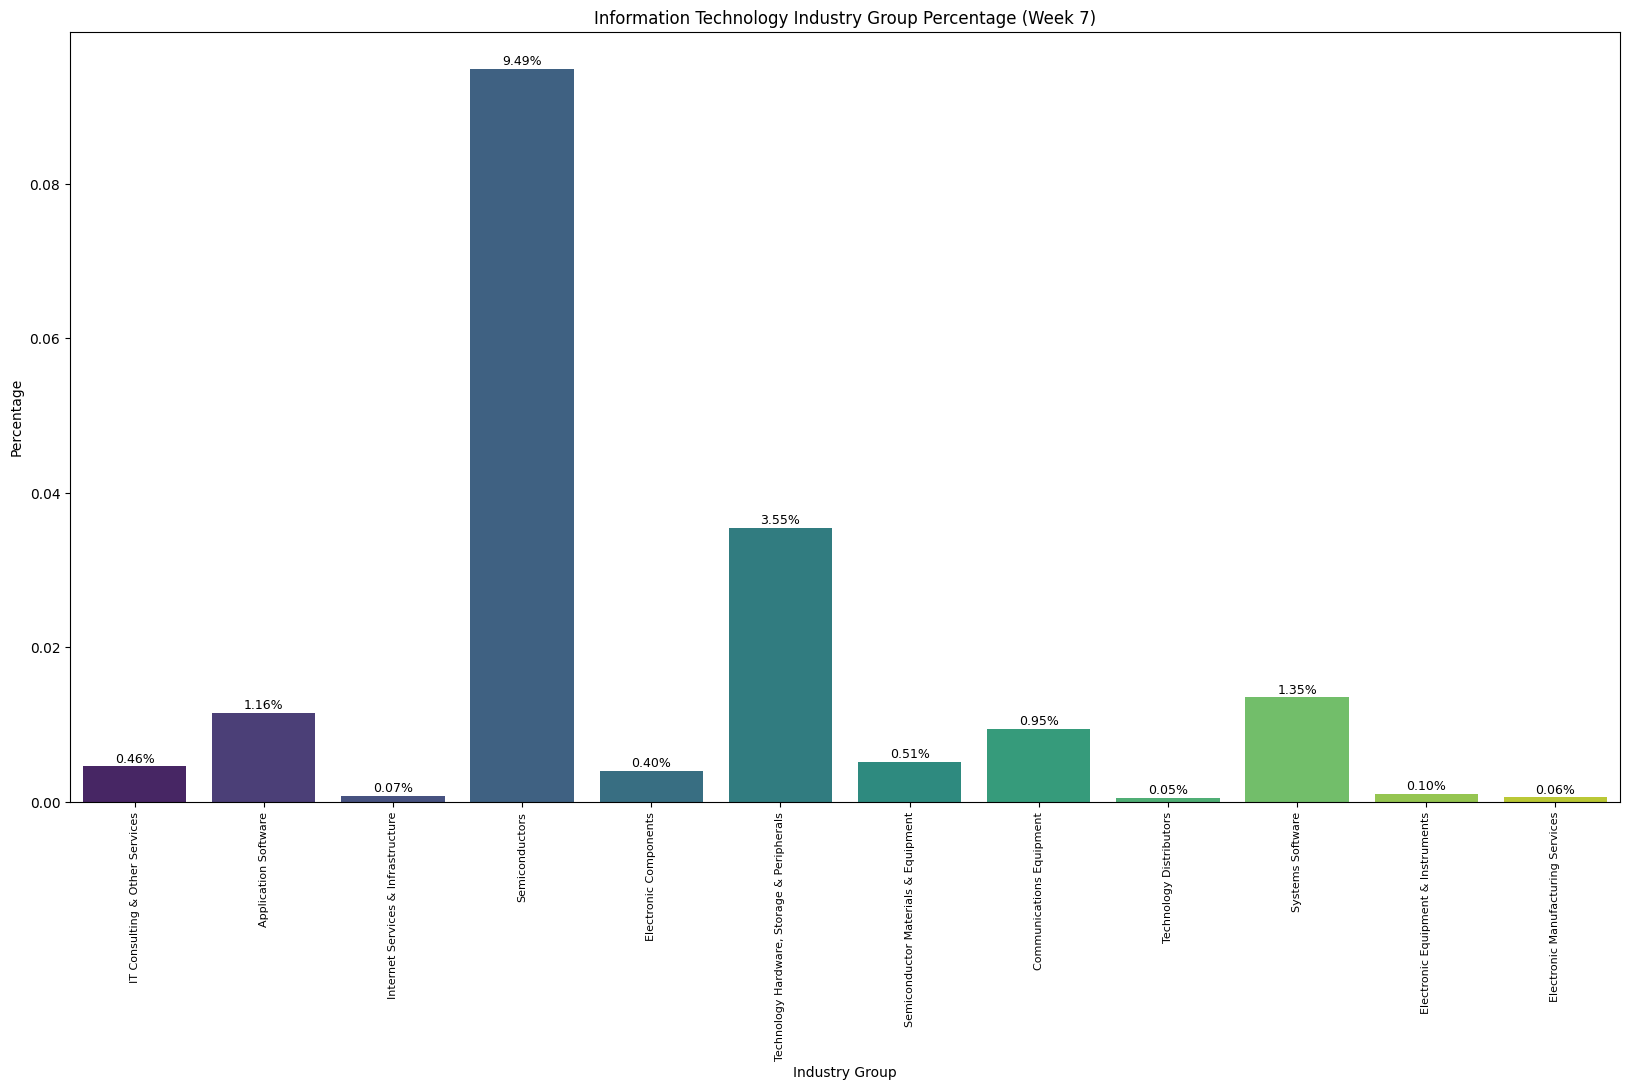 Information Technology Industry Group Percentage (Week 7)
Percentage
0.08
0.06
0.04
0.02
0.00
0.46%
1.16%
0.07%
9.49%
0.40%
3.55%
0.51%
0.95%
0.05%
1.35%
0.10%
0.06%
IT Consulting & Other Services
Application Software
Internet Services & Infrastructure
Semiconductors
Electronic Components
Technology Hardware, Storage & Peripherals
Semiconductor Materials & Equipment
Communications Equipment
Technology Distributors
Systems Software
Electronic Equipment & Instruments
Electronic Manufacturing Services
Industry Group